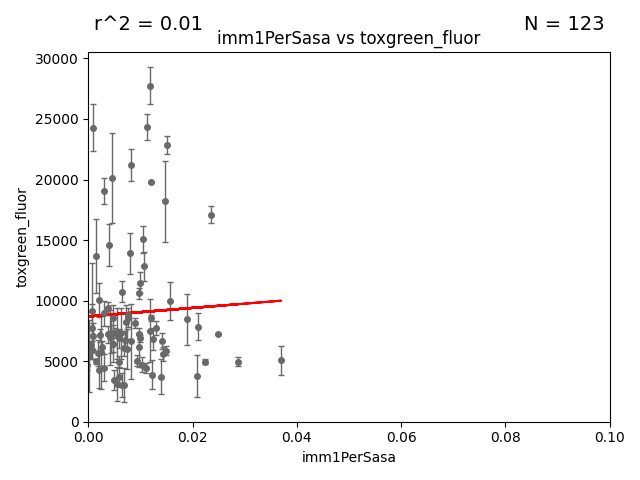 r^2 = 0.01
N = 123
imm1PerSasa vs toxgreen_fluor
30000
25000
20000
15000
10000
5000
0
toxgreen_fluor
0.00
0.02
0.04
0.06
0.08
0.10
imm1PerSasa